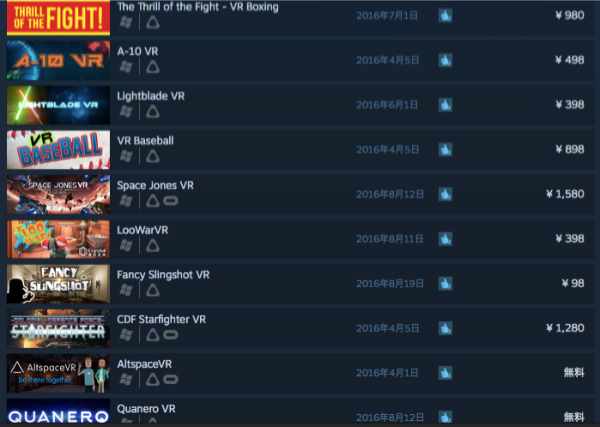 THRILL OF THE FIGHT!
The Thrill of the Fight - VR Boxing 2016年7月1日 ¥ 980
A-10 VR
A-10 VR 2016年4月5日 ¥ 498
LIGHTBLADE VR
Lightblade VR 2016年6月1日 ¥ 398
VR BASEBALL
VR Baseball 2016年4月5日 ¥ 898
SPACE JONES VR
Space Jones VR 2016年8月12日 ¥ 1,580
LooWarVR 2016年8月11日 ¥ 398
FANCY SLINGSHOT
Fancy Slingshot VR 2016年8月19日 ¥ 98
STARFIGHTER
CDF Starfighter VR 2016年4月5日 ¥ 1,280
AltspaceVR
be there together
AltspaceVR 2016年4月1日 無料
QUANERO
Quanero VR 2016年8月12日 無料